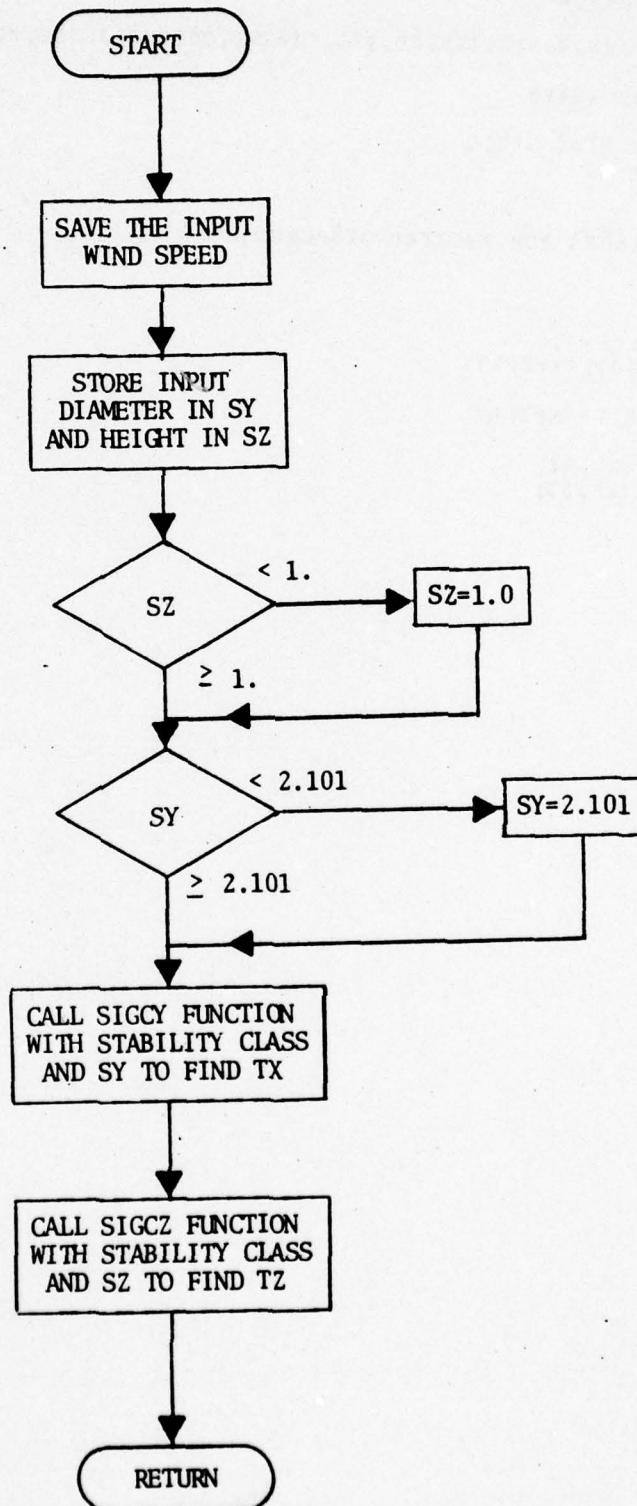 START
SAVE THE INPUT
WIND SPEED
STORE INPUT
DIAMETER IN SY
AND HEIGHT IN SZ
SZ
< 1.
SZ=1.0
≥ 1.
SY
< 2.101
SY=2.101
≥ 2.101
CALL SIGCY FUNCTION
WITH STABILITY CLASS
AND SY TO FIND TX
CALL SIGCZ FUNCTION
WITH STABILITY CLASS
AND SZ TO FIND TZ
RETURN